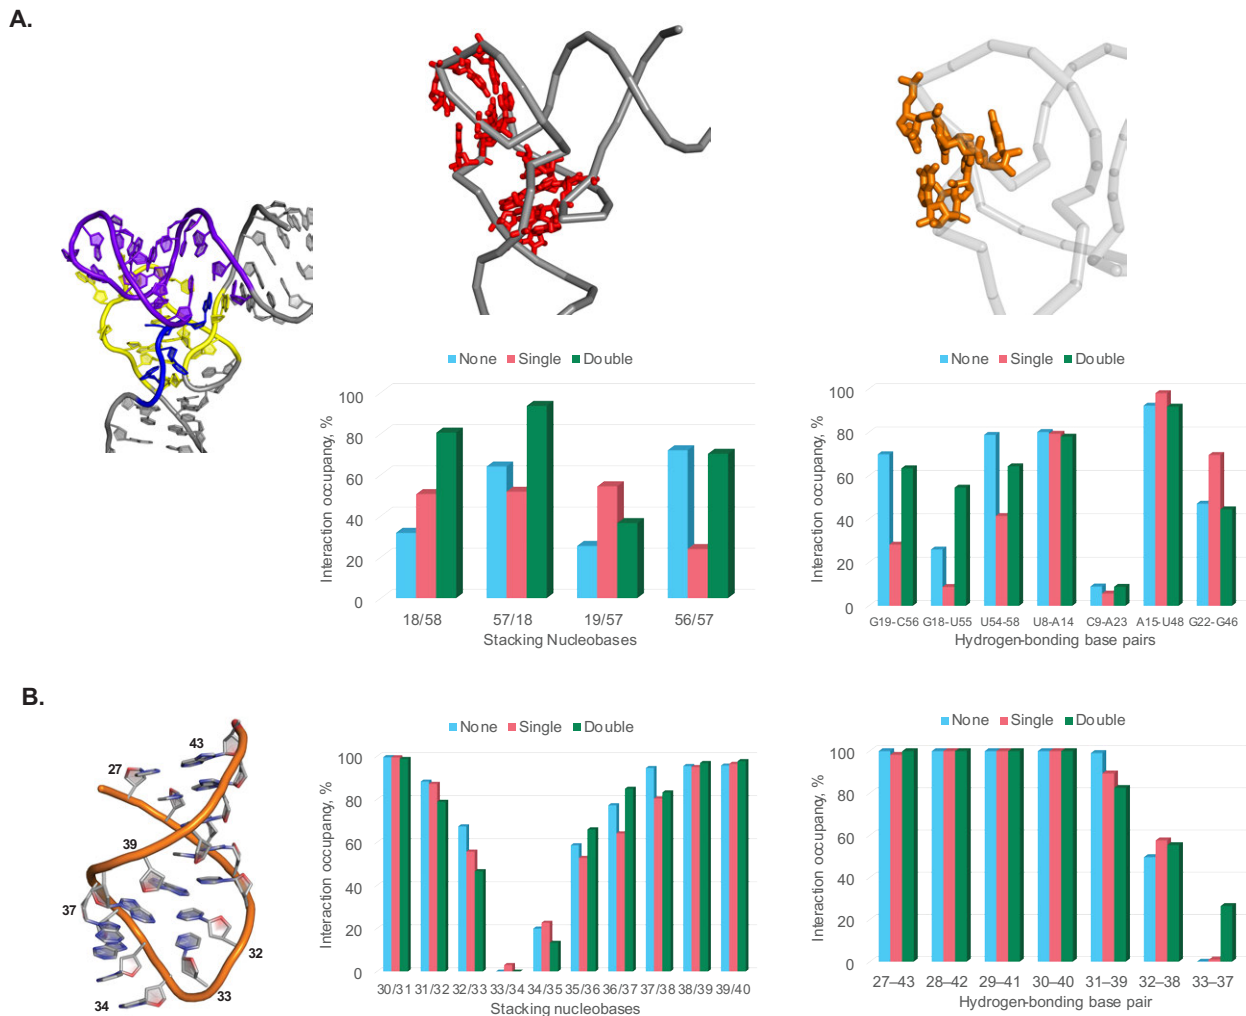 A.
None Single Double
Interaction occupancy, %
100
80
60
40
20
0
18/58 57/18 19/57 56/57
Stacking Nucleobases
None Single Double
Interaction occupancy, %
100
80
60
40
20
0
G19-C56 G18-U55 U54-58 U8-A14 C9-A23 A15-U48 G22-G46
Hydrogen-bonding base pairs
B.
43
27
39
37
32
33
34
None Single Double
Interaction occupancy, %
100
80
60
40
20
0
30/31 31/32 32/33 33/34 34/35 35/36 36/37 37/38 38/39 39/40
Stacking nucleobases
None Single Double
Interaction occupancy, %
100
80
60
40
20
0
27–43 28–42 29–41 30–40 31–39 32–38 33–37
Hydrogen-bonding base pair